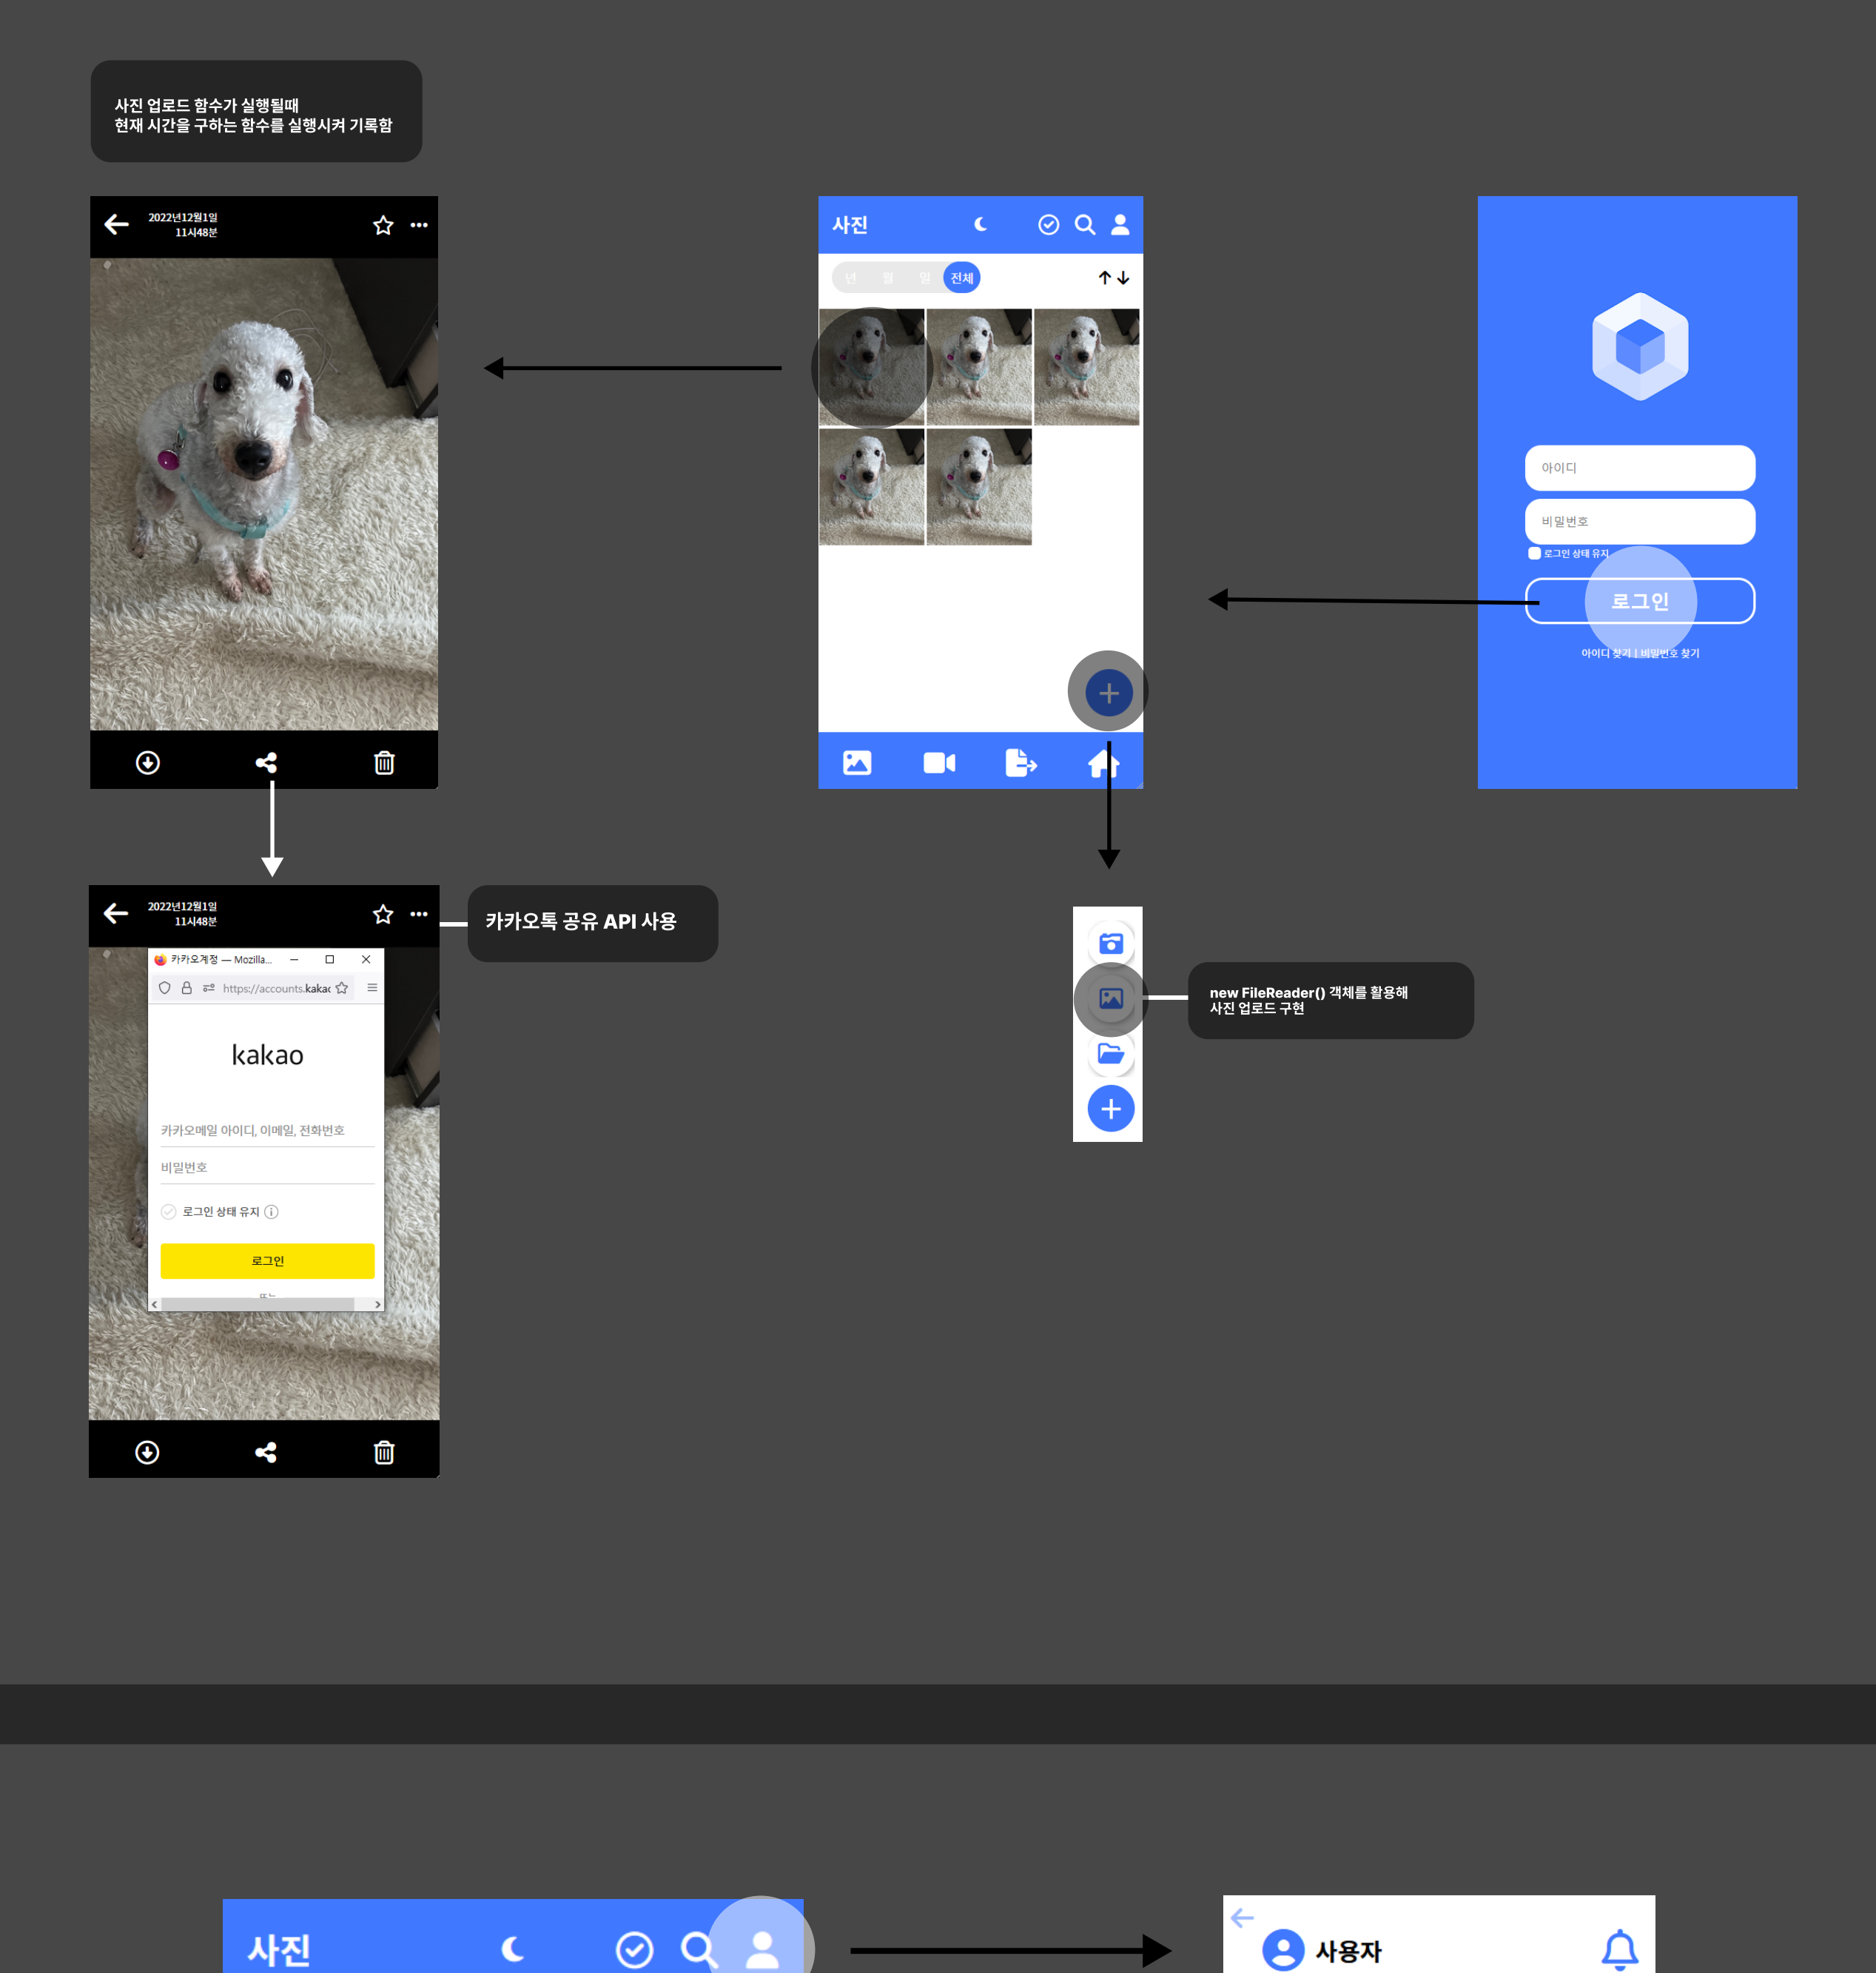 사진 업로드 함수가 실행될때
현재 시간을 구하는 함수를 실행시켜 기록함
2022년12월1일
11시48분
사진
년 월 일 전체
아이디
비밀번호
로그인 상태 유지
로그인
아이디 찾기 | 비밀번호 찾기
2022년12월1일
11시48분
카카오톡 공유 API 사용
카카오계정 — Mozilla...
https://accounts.kakac
kakao
카카오메일 아이디, 이메일, 전화번호
비밀번호
로그인 상태 유지
로그인
new FileReader() 객체를 활용해
사진 업로드 구현
사진
사용자